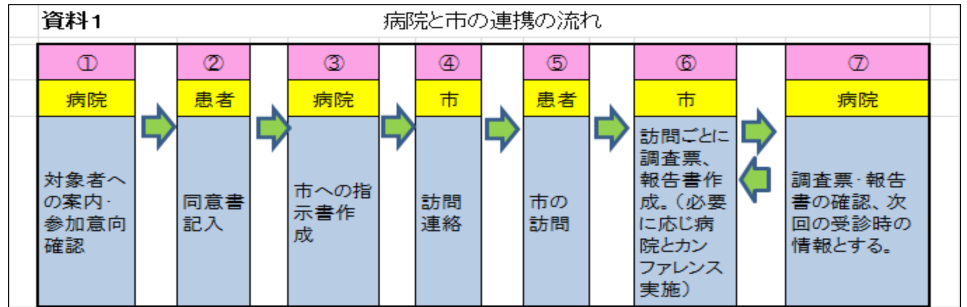 資料1
病院と市の連携の流れ
① ② ③ ④ ⑤ ⑥ ⑦
病院 患者 病院 市 患者 市 病院
対象者へ
の案内·
参加意向
確認
同意書
記入
市への指
示書作
成
訪問
連絡
市の
訪問
訪問ごとに
調査票、
報告書作
成。（必要
に応じ病
院とカン
ファレンス
実施）
調査票·報告
書の確認、次
回の受診時の
情報とする。